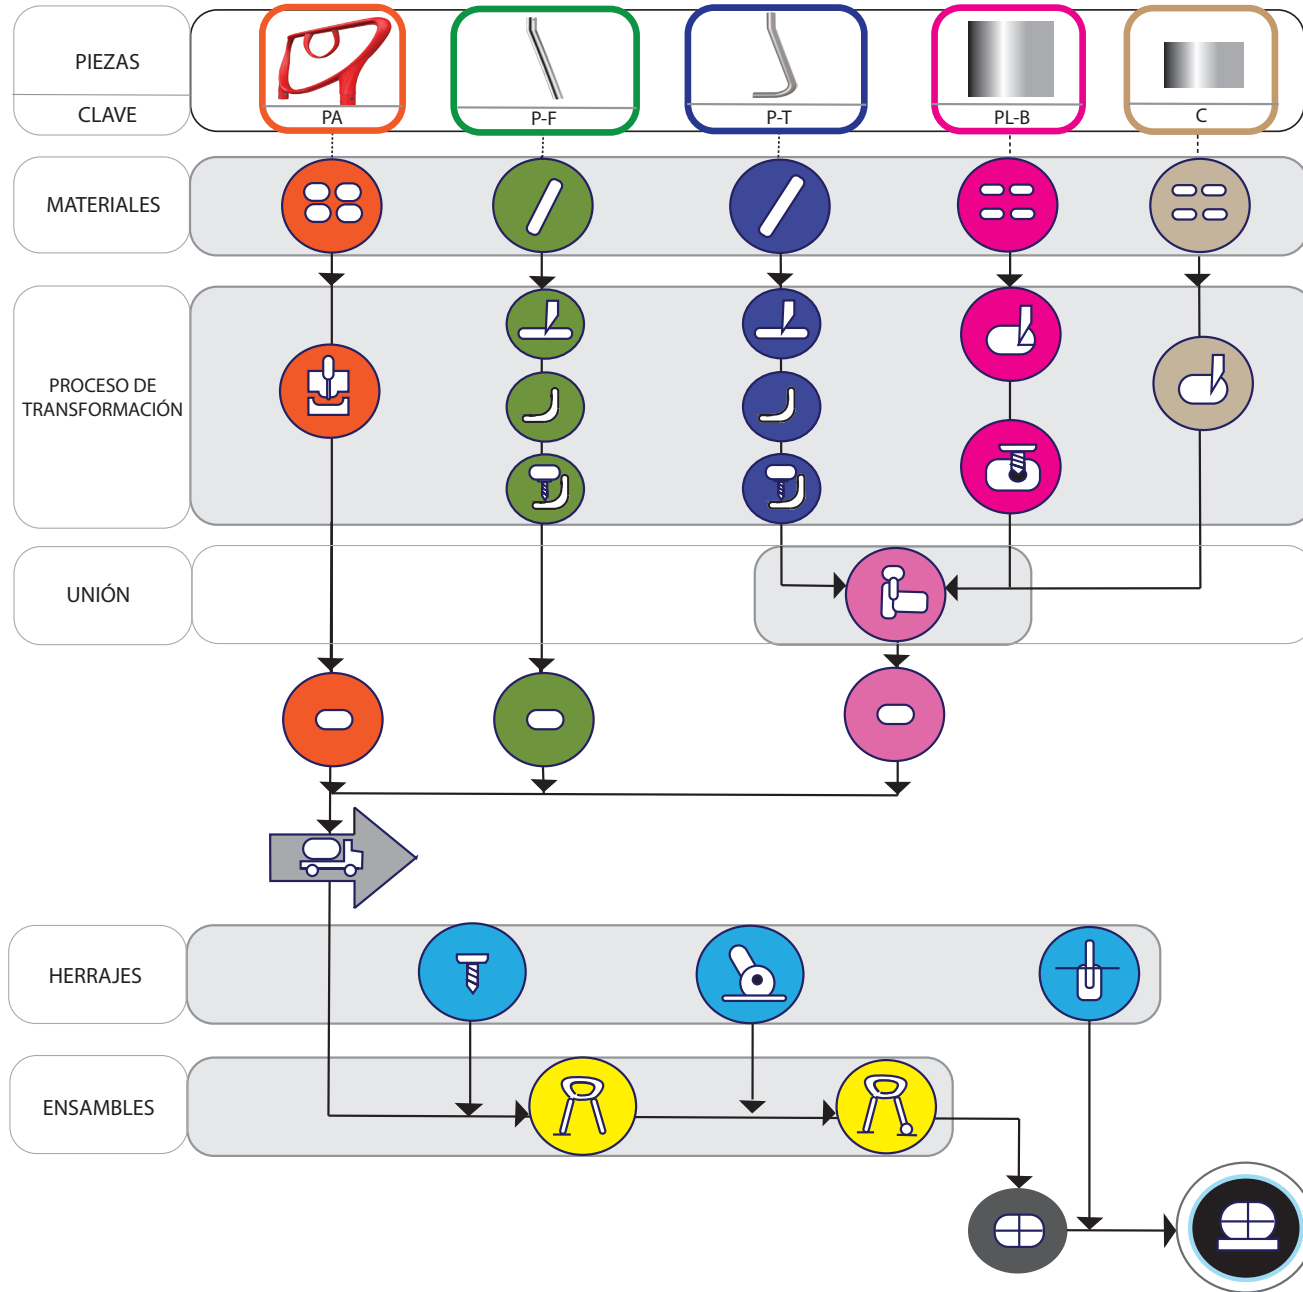 PIEZAS
CLAVE
PA
P-F
P-T
PL-B
C
MATERIALES
PROCESO DE
TRANSFORMACIÓN
UNIÓN
HERRAJES
ENSAMBLES